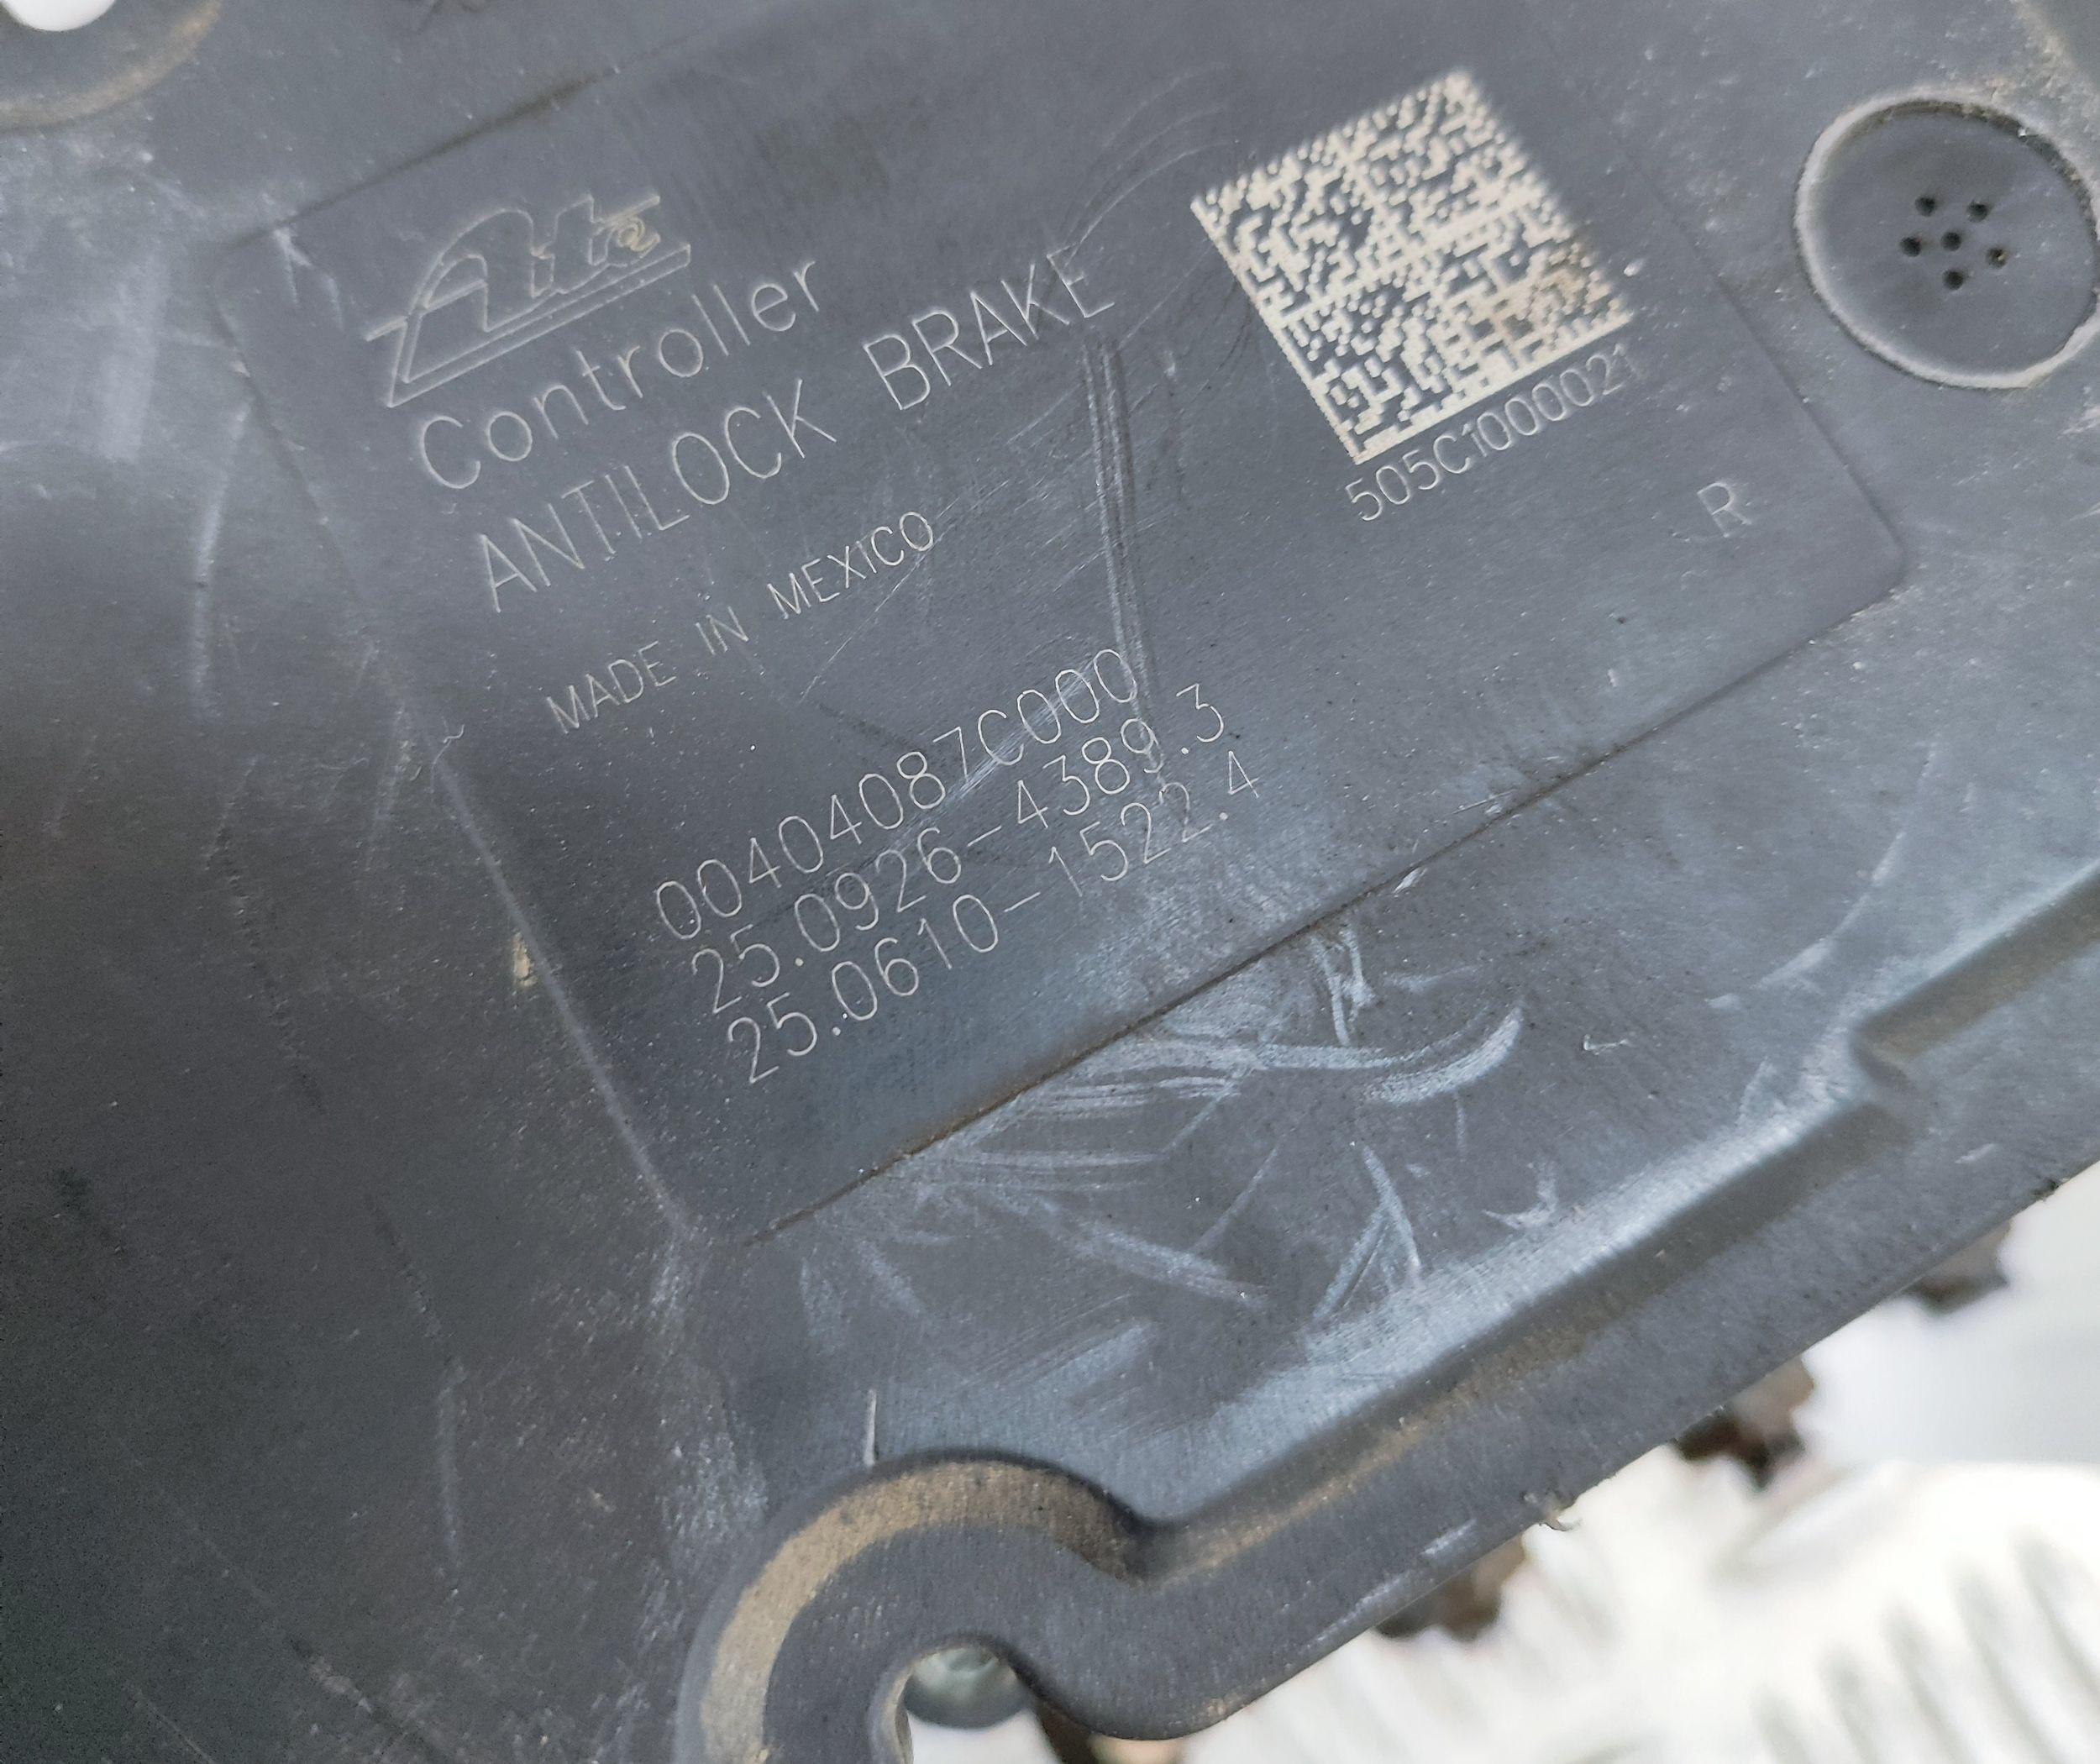 Ate®
Controller
ANTILOCK BRAKE
MADE IN MEXICO
505C1000021
R
00404087C000
25.0926-4389.3
25.0610-1522.4